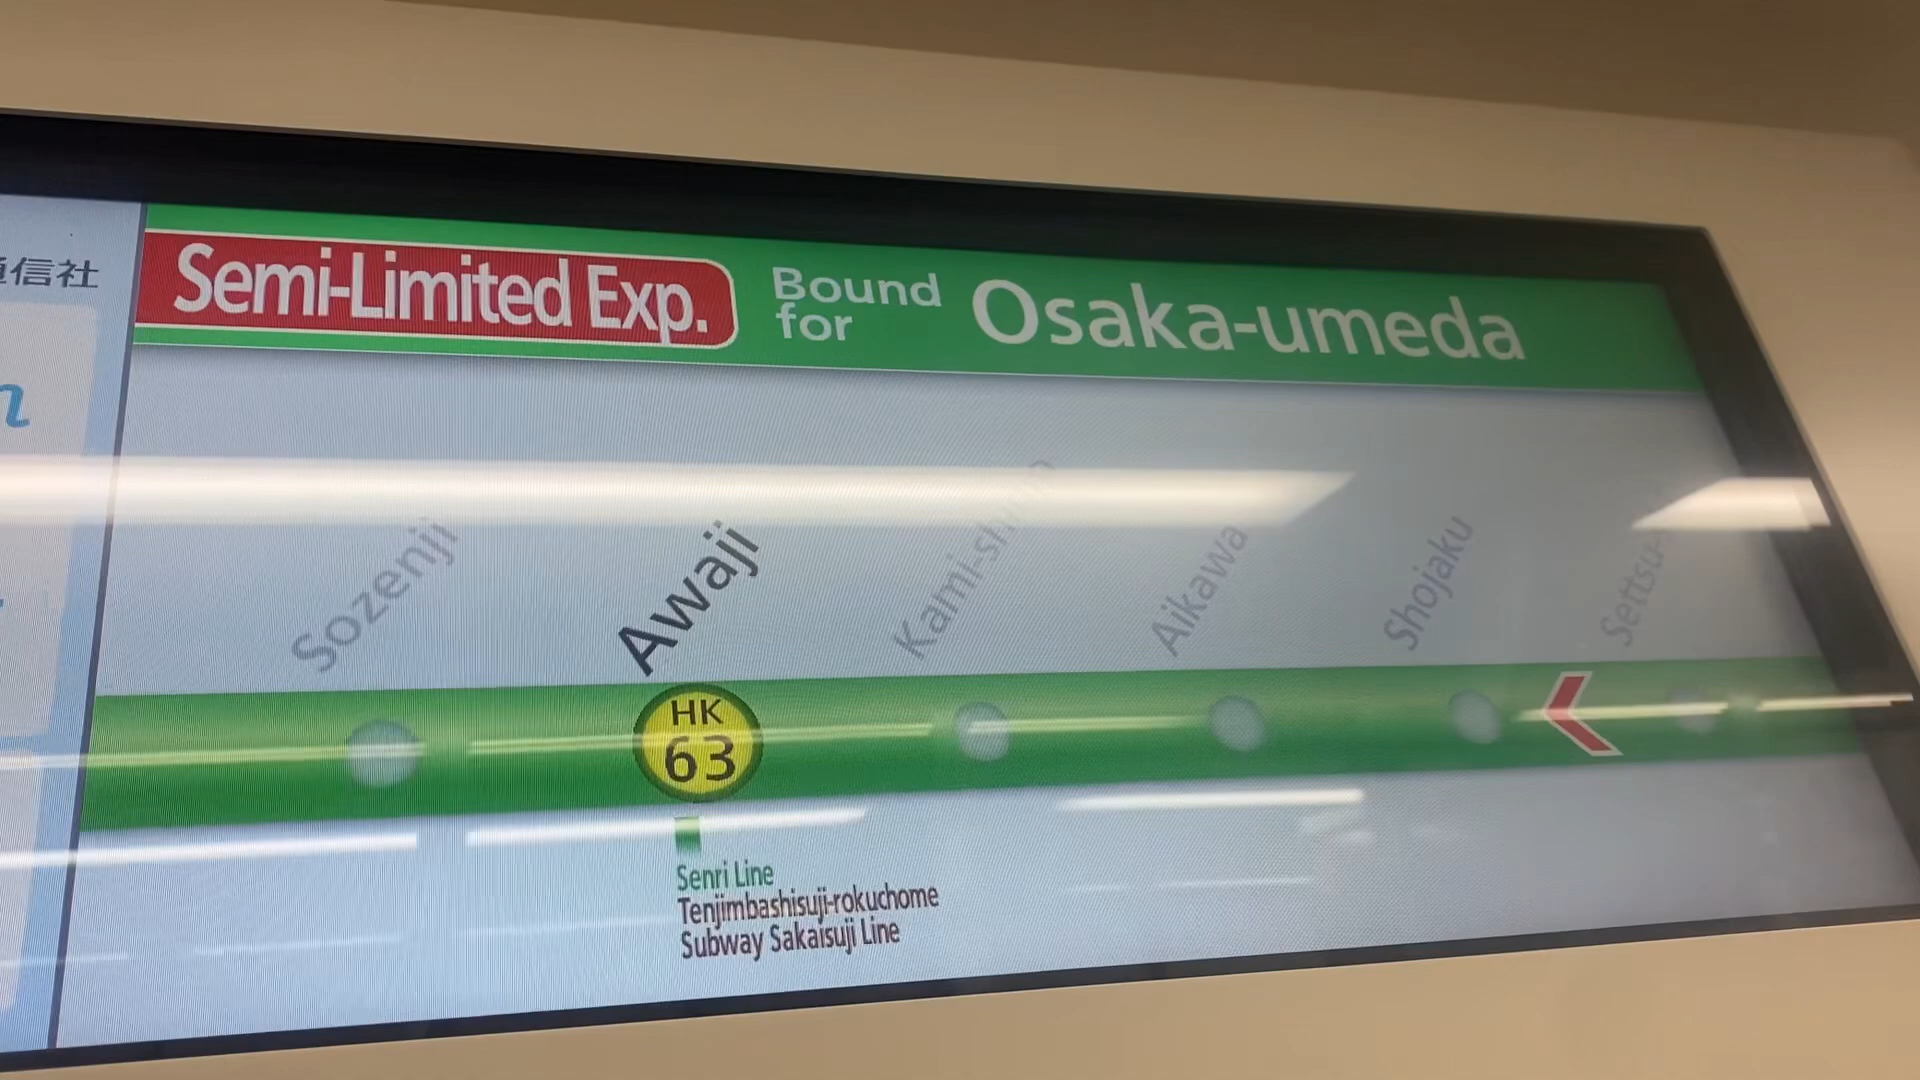 信社
Semi-Limited Exp.
Bound for
Osaka-umeda
Sozenji
Awaji
Aikawa
Shojaku
HK
63
Senri Line
Tenjimbashisuji-rokuchome
Subway Sakaisuji Line